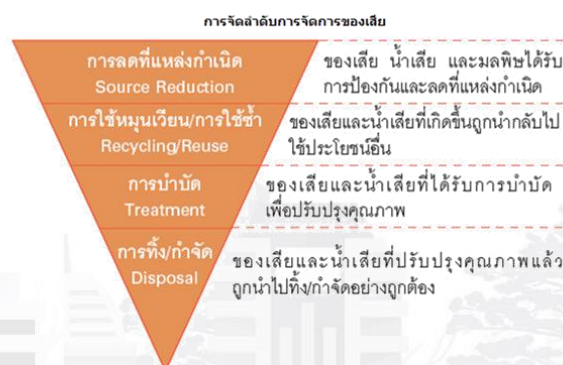 การจัดลำดับการจัดการของเสีย
การลดที่แหล่งกำเนิด
Source Reduction
ของเสีย น้ำเสีย และมลพิษได้รับ
การป้องกันและลดที่แหล่งกำเนิด
การใช้หมุนเวียน/การใช้ซ้ำ
Recycling/Reuse
ของเสียและน้ำเสียที่เกิดขึ้นถูกนำกลับไป
ใช้ประโยชน์อื่น
การบำบัด
Treatment
ของเสียและน้ำเสียที่ได้รับการบำบัด
เพื่อปรับปรุงคุณภาพ
การทิ้ง/กำจัด
Disposal
ของเสียและน้ำเสียที่ปรับปรุงคุณภาพแล้ว
ถูกนำไปทิ้ง/กำจัดอย่างถูกต้อง